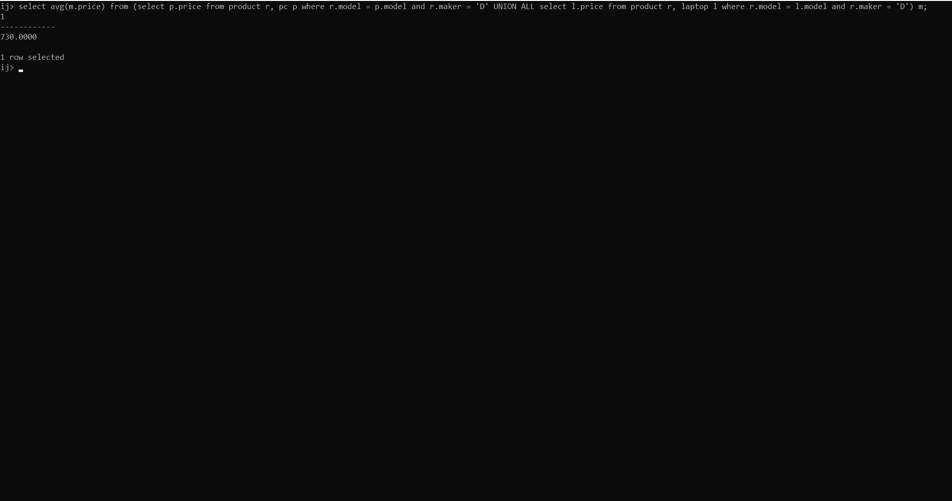 ij> select avg(m.price) from (select p.price from product r, pc p where r.model = p.model and r.maker = 'D' UNION ALL select l.price from product r, laptop l where r.model = l.model and r.maker = 'D') m;
1
------------
730.0000
1 row selected
ij>